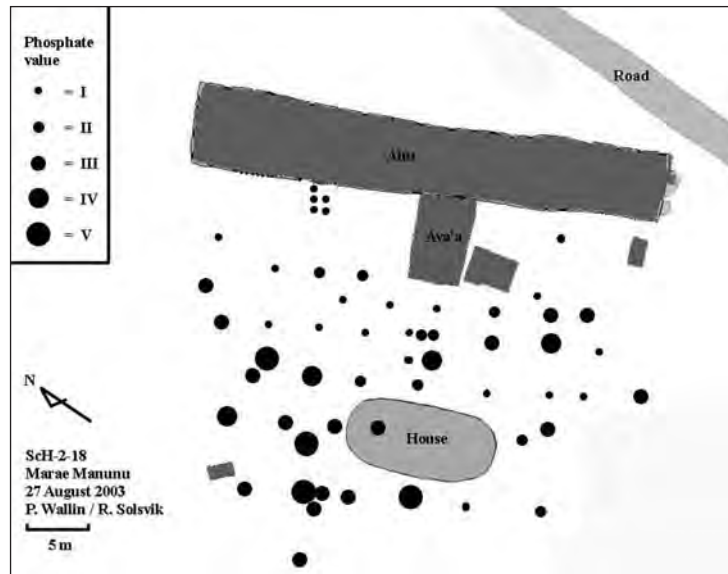 Phosphate
value
= I
= II
= III
= IV
= V
Road
Ahu
Ava'a
House
N
ScH-2-18
Marae Manunu
27 August 2003
P. Wallin / R. Solsvik
5 m